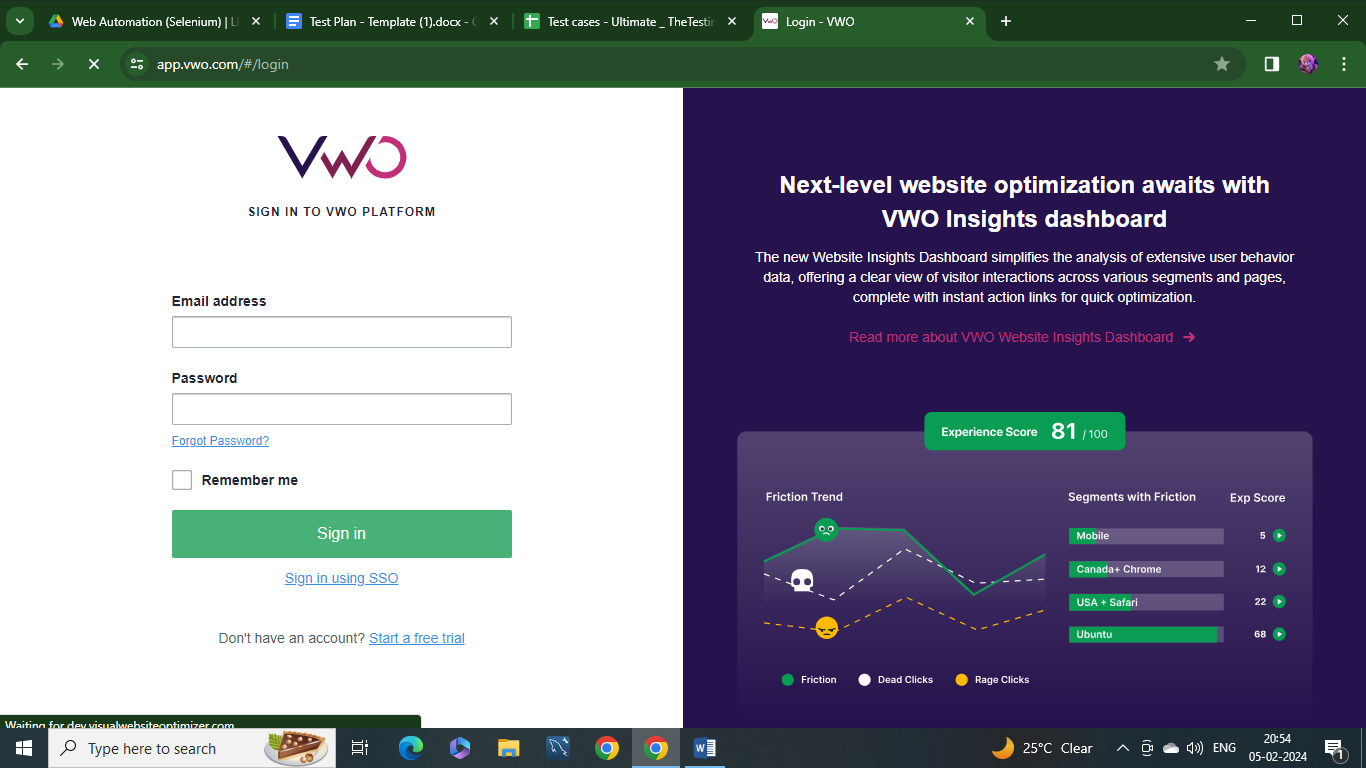 Web Automation (Selenium) | L
Test Plan - Template (1).docx - G
Test cases - Ultimate _ TheTestin
Login - VWO
app.vwo.com/#/login
VWO
SIGN IN TO VWO PLATFORM
Email address
Password
Forgot Password?
Remember me
Sign in
Sign in using SSO
Don't have an account? Start a free trial
Next-level website optimization awaits with
VWO Insights dashboard
The new Website Insights Dashboard simplifies the analysis of extensive user behavior
data, offering a clear view of visitor interactions across various segments and pages,
complete with instant action links for quick optimization.
Read more about VWO Website Insights Dashboard →
Experience Score 81 / 100
Friction Trend
Segments with Friction Exp Score
Mobile 5
Canada+ Chrome 12
USA + Safari 22
Ubuntu 68
Friction Dead Clicks Rage Clicks
Waiting for dev.visualwebsiteoptimizer.com
Type here to search
25°C Clear
ENG
20:54
05-02-2024
1